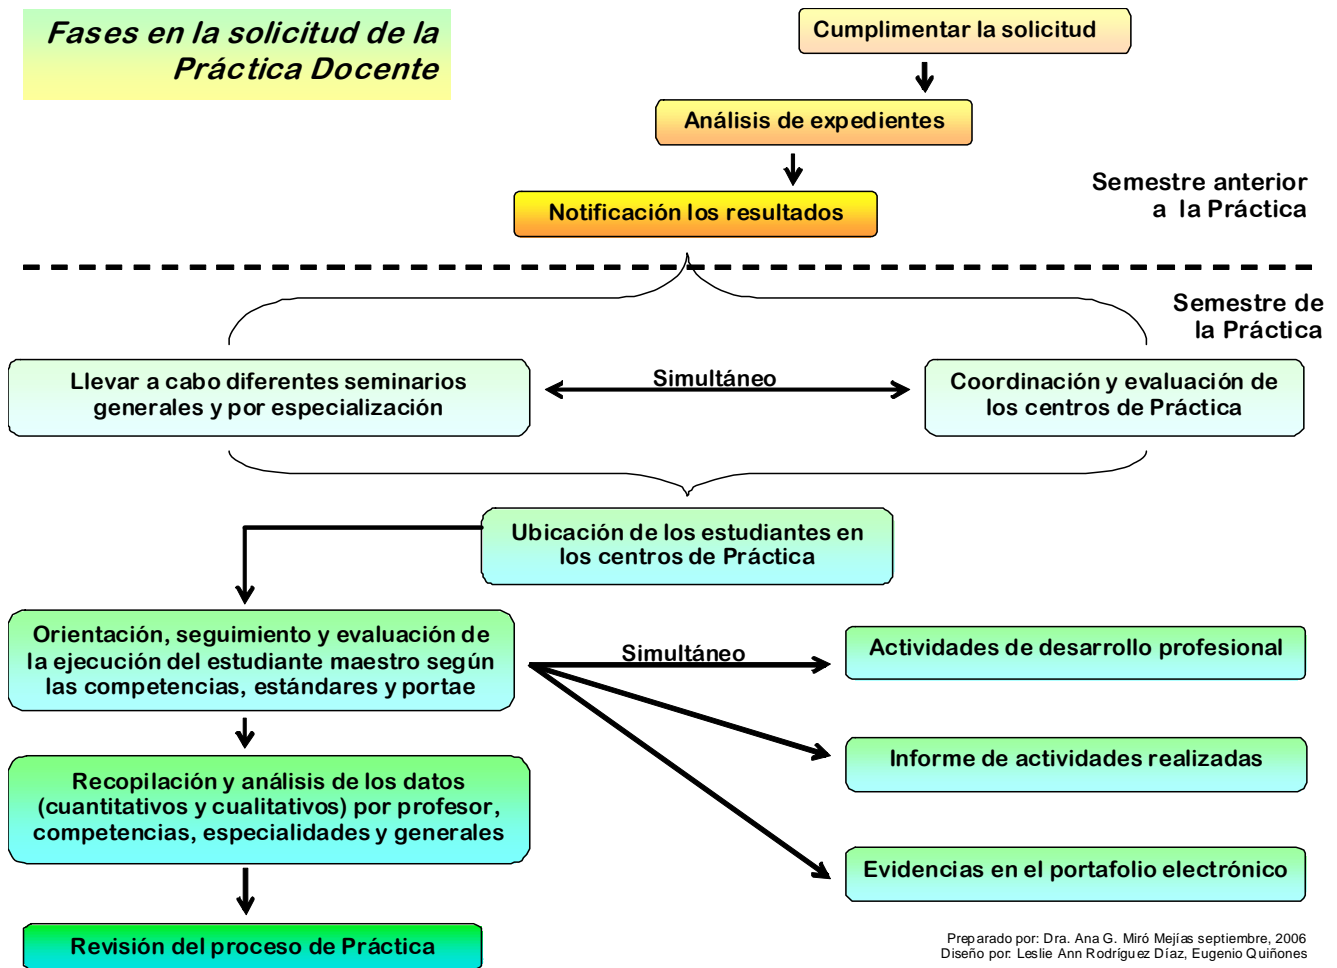 Fases en la solicitud de la
Práctica Docente
Cumplimentar la solicitud
Análisis de expedientes
Notificación los resultados
Semestre anterior
a la Práctica
Semestre de
la Práctica
Llevar a cabo diferentes seminarios
generales y por especialización
Simultáneo
Coordinación y evaluación de
los centros de Práctica
Ubicación de los estudiantes en
los centros de Práctica
Orientación, seguimiento y evaluación de
la ejecución del estudiante maestro según
las competencias, estándares y portae
Simultáneo
Actividades de desarrollo profesional
Informe de actividades realizadas
Evidencias en el portafolio electrónico
Recopilación y análisis de los datos
(cuantitativos y cualitativos) por profesor,
competencias, especialidades y generales
Revisión del proceso de Práctica
Preparado por: Dra. Ana G. Miró Mejías septiembre, 2006
Diseño por: Leslie Ann Rodríguez Díaz, Eugenio Quiñones